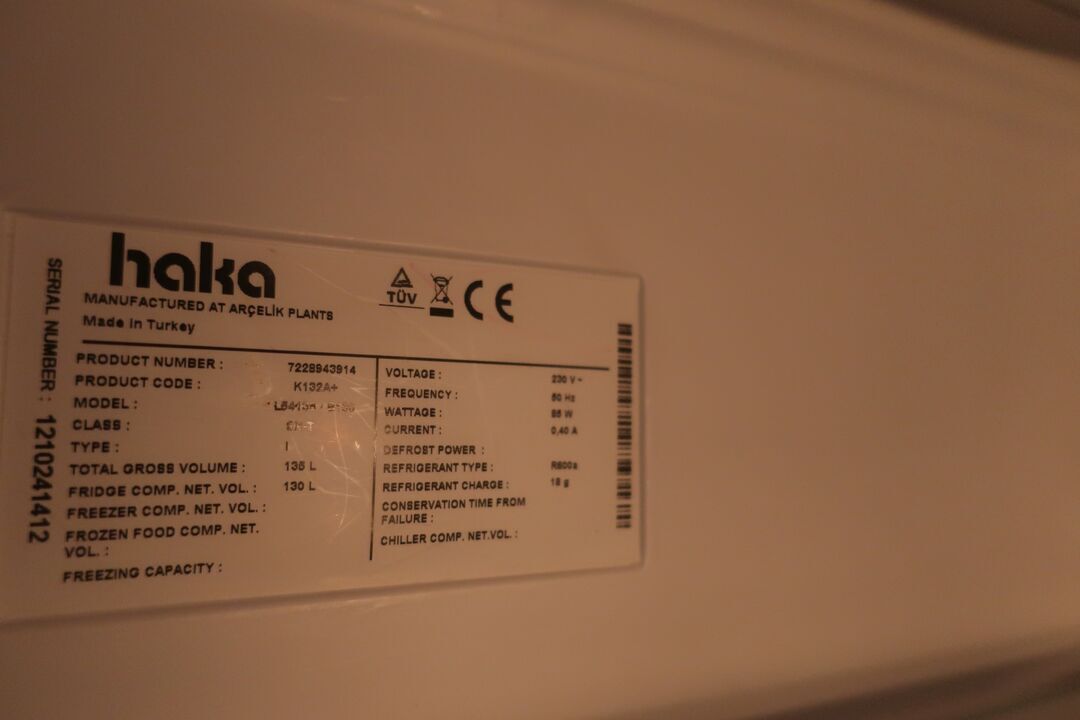 haka
MANUFACTURED AT ARÇELİK PLANTS
Made in Turkey
TÜV
CE
SERIAL NUMBER : 1210241412
PRODUCT NUMBER : 7228943914
PRODUCT CODE : K132A+
MODEL :
CLASS : SN-T
TYPE : I
TOTAL GROSS VOLUME : 135 L
FRIDGE COMP. NET. VOL. : 130 L
FREEZER COMP. NET. VOL. :
FROZEN FOOD COMP. NET.
VOL. :
FREEZING CAPACITY :
VOLTAGE : 230 V~
FREQUENCY : 50 Hz
WATTAGE : W
CURRENT : 0,40 A
DEFROST POWER :
REFRIGERANT TYPE : R600a
REFRIGERANT CHARGE : 18 g
CONSERVATION TIME FROM
FAILURE :
CHILLER COMP. NET.VOL. :